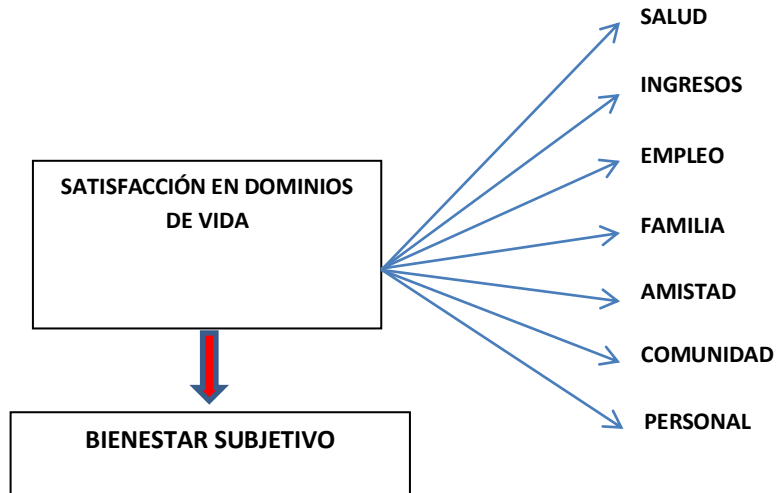 SATISFACCIÓN EN DOMINIOS
DE VIDA
SALUD
INGRESOS
EMPLEO
FAMILIA
AMISTAD
COMUNIDAD
PERSONAL
BIENESTAR SUBJETIVO